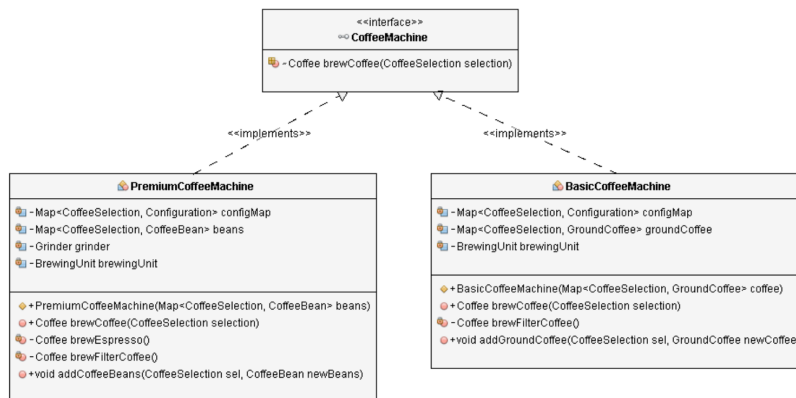 <<interface>>
CoffeeMachine
- Coffee brewCoffee(CoffeeSelection selection)
<<implements>>
<<implements>>
PremiumCoffeeMachine
- Map<CoffeeSelection, Configuration> configMap
- Map<CoffeeSelection, CoffeeBean> beans
- Grinder grinder
- BrewingUnit brewingUnit
+ PremiumCoffeeMachine(Map<CoffeeSelection, CoffeeBean> beans)
+ Coffee brewCoffee(CoffeeSelection selection)
- Coffee brewEspresso()
- Coffee brewFilterCoffee()
+ void addCoffeeBeans(CoffeeSelection sel, CoffeeBean newBeans)
BasicCoffeeMachine
- Map<CoffeeSelection, Configuration> configMap
- Map<CoffeeSelection, GroundCoffee> groundCoffee
- BrewingUnit brewingUnit
+ BasicCoffeeMachine(Map<CoffeeSelection, GroundCoffee> coffee)
+ Coffee brewCoffee(CoffeeSelection selection)
- Coffee brewFilterCoffee()
+ void addGroundCoffee(CoffeeSelection sel, GroundCoffee newCoffee